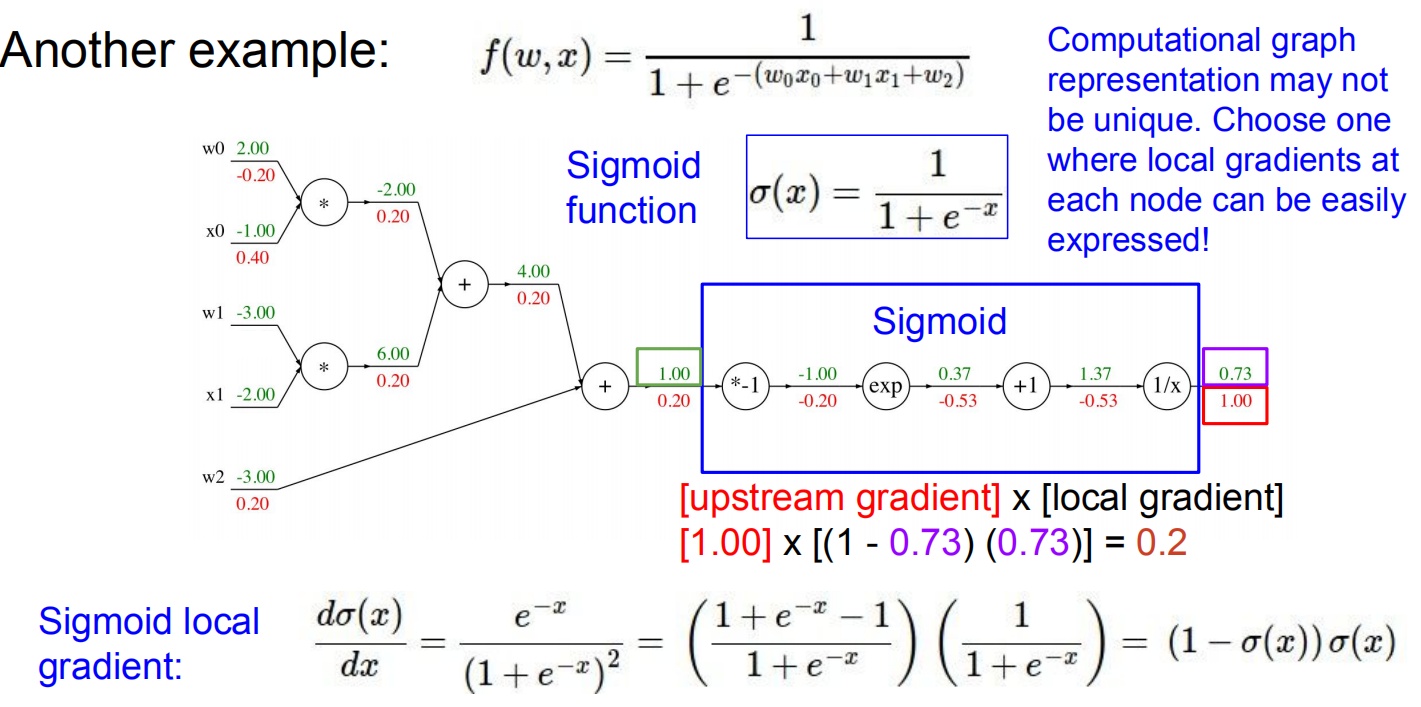 Another example:
f(w, x) = \frac{1}{1 + e^{-(w_0x_0+w_1x_1+w_2)}}
Computational graph
representation may not
be unique. Choose one
where local gradients at
each node can be easily
expressed!
Sigmoid
function
σ(x) = \frac{1}{1 + e^{-x}}
w0 2.00
-0.20
*
-2.00
0.20
x0 -1.00
0.40
+
4.00
0.20
w1 -3.00
*
6.00
0.20
x1 -2.00
w2 -3.00
0.20
Sigmoid
+
1.00
0.20
*-1
-1.00
-0.20
exp
0.37
-0.53
+1
1.37
-0.53
1/x
0.73
1.00
[upstream gradient] x [local gradient]
[1.00] x [(1 - 0.73) (0.73)] = 0.2
Sigmoid local
gradient:
\frac{dσ(x)}{dx} = \frac{e^{-x}}{(1 + e^{-x})^2} = \left(\frac{1 + e^{-x} - 1}{1 + e^{-x}}\right) \left(\frac{1}{1 + e^{-x}}\right) = (1 - σ(x)) σ(x)